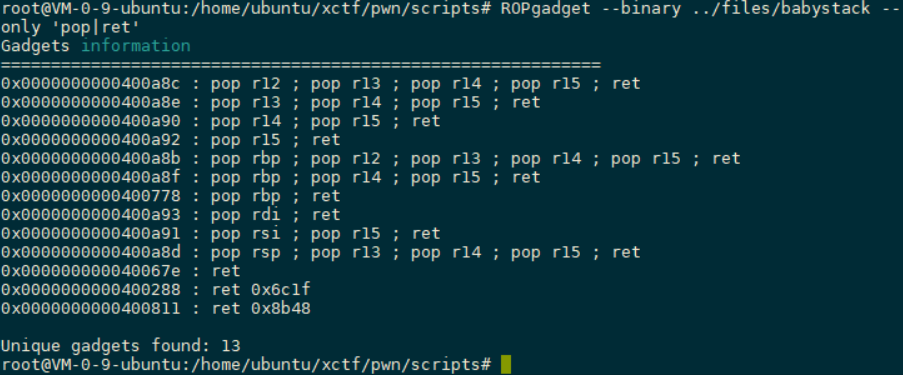 root@VM-0-9-ubuntu:/home/ubuntu/xctf/pwn/scripts# ROPgadget --binary ../files/babystack --
only 'pop|ret'
Gadgets information
============================================================
0x0000000000400a8c : pop r12 ; pop r13 ; pop r14 ; pop r15 ; ret
0x0000000000400a8e : pop r13 ; pop r14 ; pop r15 ; ret
0x0000000000400a90 : pop r14 ; pop r15 ; ret
0x0000000000400a92 : pop r15 ; ret
0x0000000000400a8b : pop rbp ; pop r12 ; pop r13 ; pop r14 ; pop r15 ; ret
0x0000000000400a8f : pop rbp ; pop r14 ; pop r15 ; ret
0x0000000000400778 : pop rbp ; ret
0x0000000000400a93 : pop rdi ; ret
0x0000000000400a91 : pop rsi ; pop r15 ; ret
0x0000000000400a8d : pop rsp ; pop r13 ; pop r14 ; pop r15 ; ret
0x000000000040067e : ret
0x0000000000400288 : ret 0x6c1f
0x0000000000400811 : ret 0x8b48

Unique gadgets found: 13
root@VM-0-9-ubuntu:/home/ubuntu/xctf/pwn/scripts#